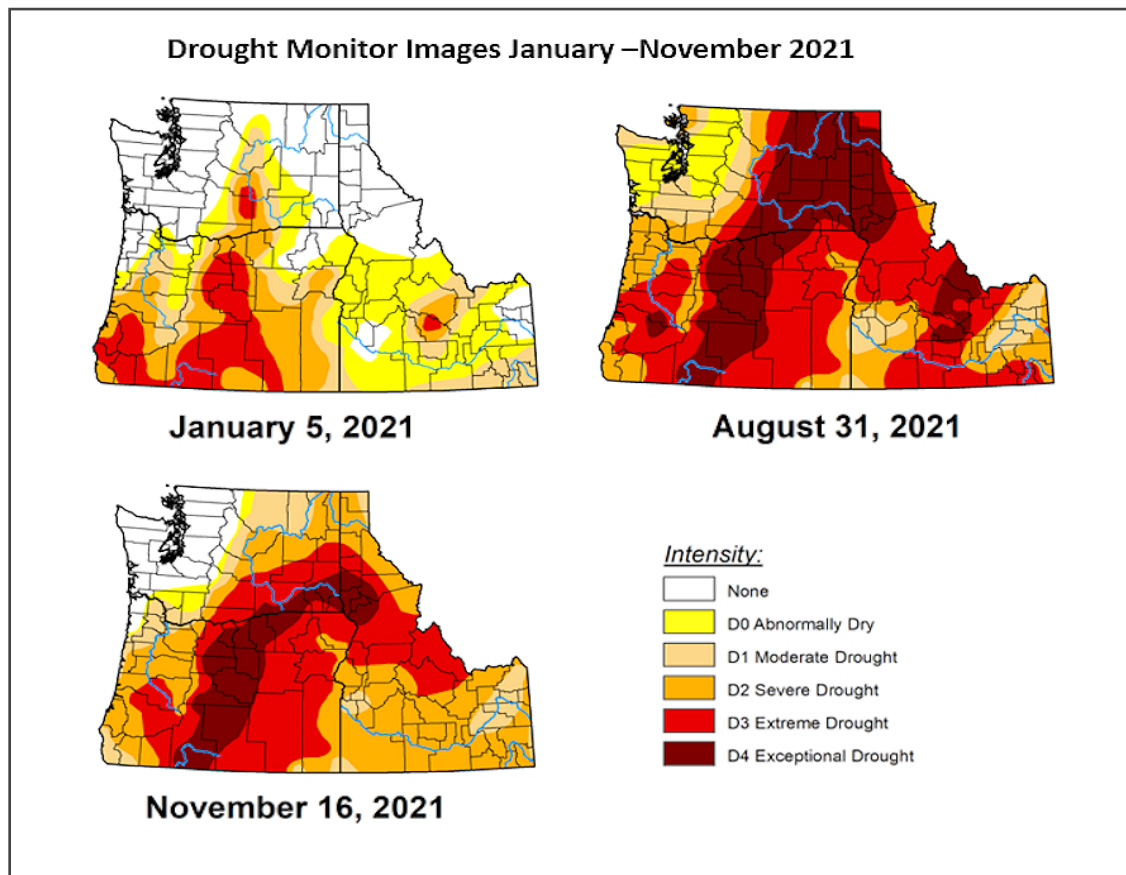 Drought Monitor Images January –November 2021
January 5, 2021
August 31, 2021
November 16, 2021
Intensity:
None
D0 Abnormally Dry
D1 Moderate Drought
D2 Severe Drought
D3 Extreme Drought
D4 Exceptional Drought